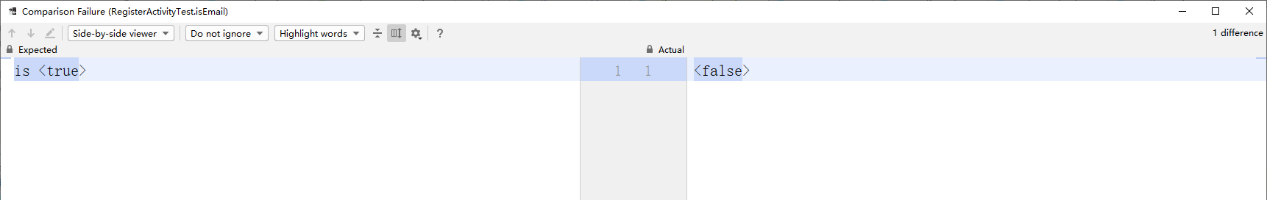 Comparison Failure (RegisterActivityTest.isEmail)
Side-by-side viewer Do not ignore Highlight words ? 1 difference
Expected Actual
is <true> 1 1 <false>